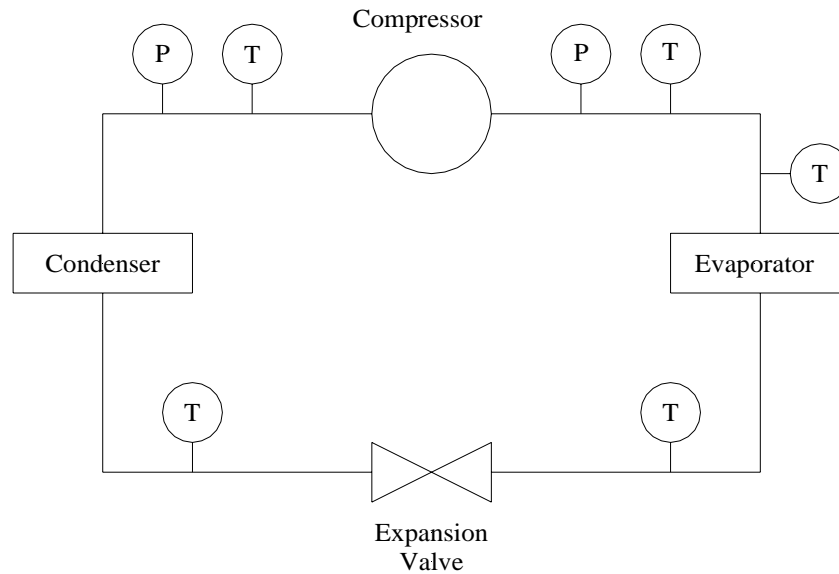 Compressor
P
T
P
T
T
Condenser
Evaporator
T
T
Expansion
Valve